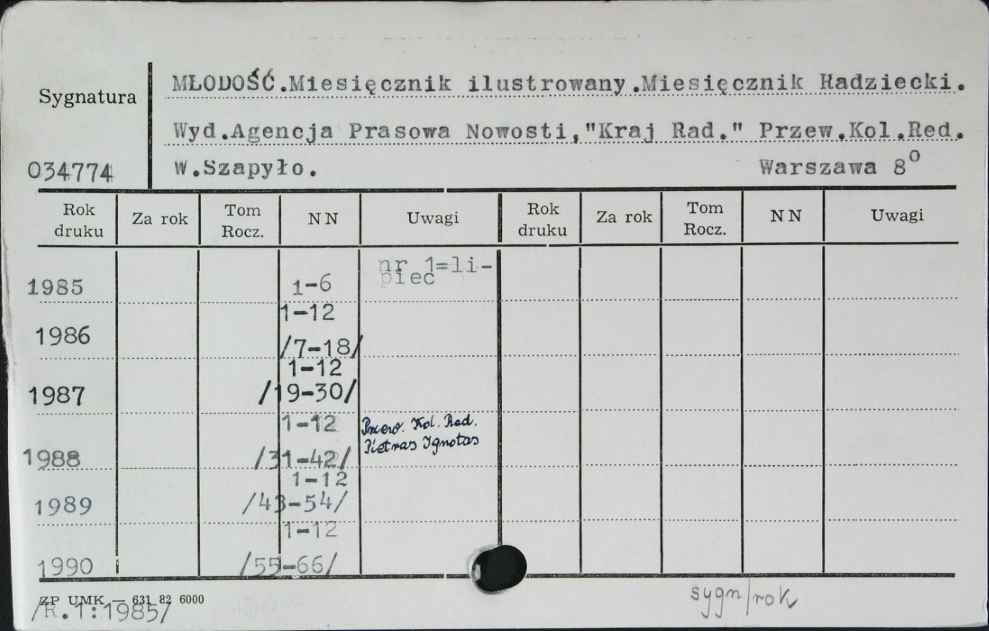 Sygnatura
MŁODOŚĆ.Miesięcznik ilustrowany.Miesięcznik Radziecki.
Wyd.Agencja Prasowa Nowosti,"Kraj Rad." Przew.Kol.Red.
034774 W.Szapyło. Warszawa 8°
Rok druku Za rok Tom Rocz. NN Uwagi Rok druku Za rok Tom Rocz. NN Uwagi
nr 1=li-
piec
1985 1-6
1-12
1986 /7-18/
1-12
1987 /19-30/
1-12 Przew. Kol. Red.
Pietras Ignotas
1988 /31-42/
1-12
1989 /43-54/
1-12
1990 /55-66/
ZP UMK — 631 82 6000
/R.1:1985/
sygn/rok